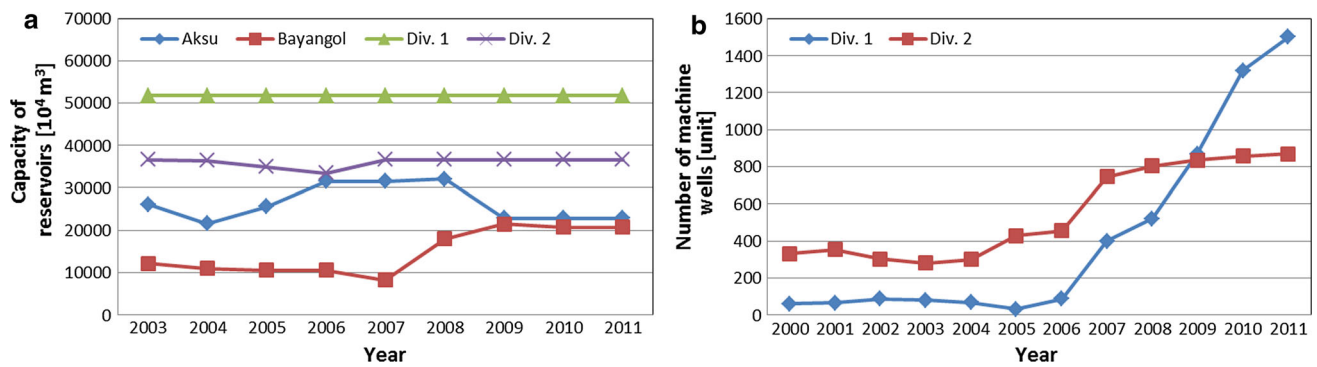 a
70000
60000
50000
40000
30000
20000
10000
0
Capacity of
reservoirs [10⁴ m³]
Aksu Bayangol Div. 1 Div. 2
2003 2004 2005 2006 2007 2008 2009 2010 2011
Year
b
1600
1400
1200
1000
800
600
400
200
0
Number of machine
wells [unit]
Div. 1 Div. 2
2000 2001 2002 2003 2004 2005 2006 2007 2008 2009 2010 2011
Year